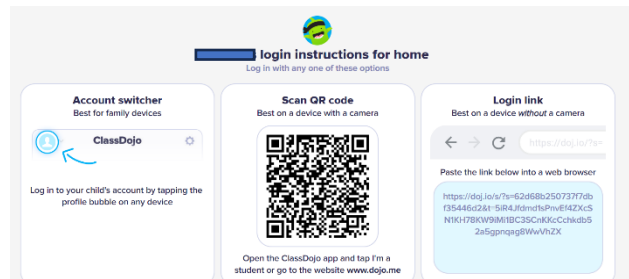 login instructions for home
Log in with any one of these options
Account switcher
Best for family devices
ClassDojo
Log in to your child's account by tapping the
profile bubble on any device
Scan QR code
Best on a device with a camera
Open the ClassDojo app and tap I'm a
student or go to the website www.dojo.me
Login link
Best on a device without a camera
https://doj.io/?s=
Paste the link below into a web browser
https://doj.io/s/?s=62d68b250737f7db
f35446d2&t=5iR4Jfdmd1sPnvEf4ZXcS
N1KH78KW9iMi1BC3SCnKKcCchkdb5
2a5gpnqag8WwVhZX